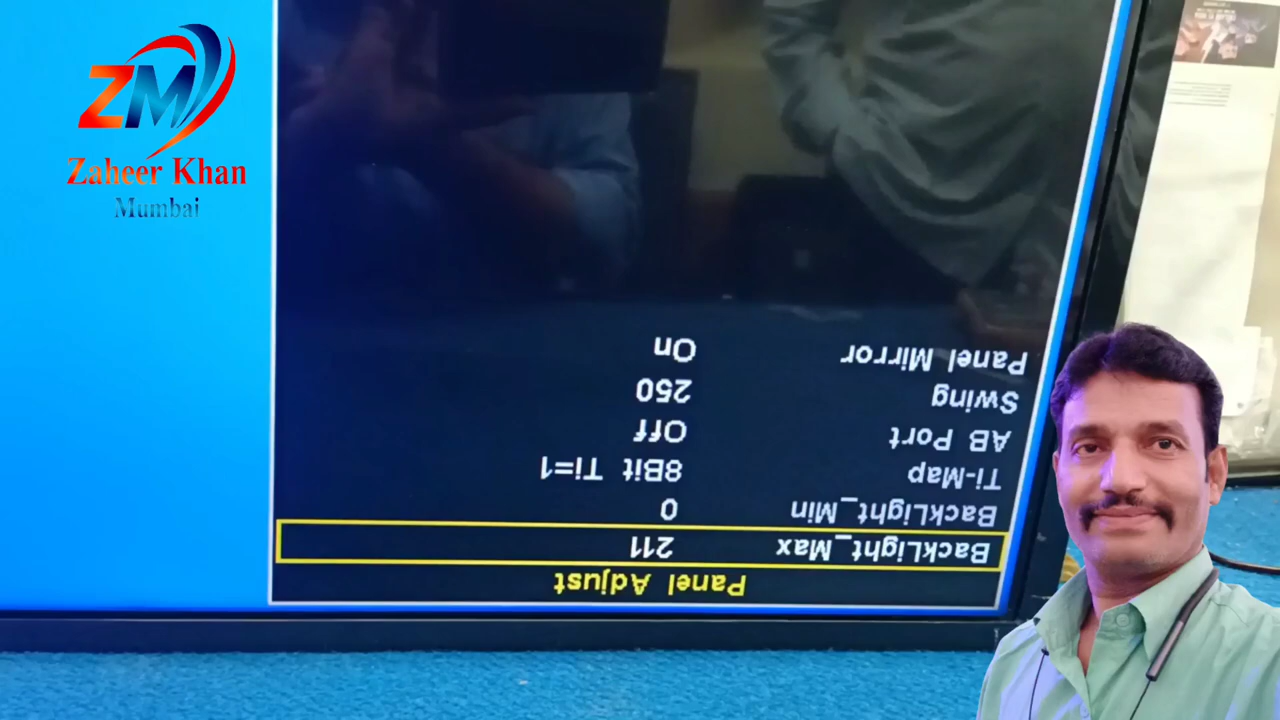 ZM
Zaheer Khan
Mumbai
Panel Adjust
BackLight_Max 211
BackLight_Min 0
Ti-Map 8Bit Ti=1
AB Port Off
Swing 250
Panel Mirror On